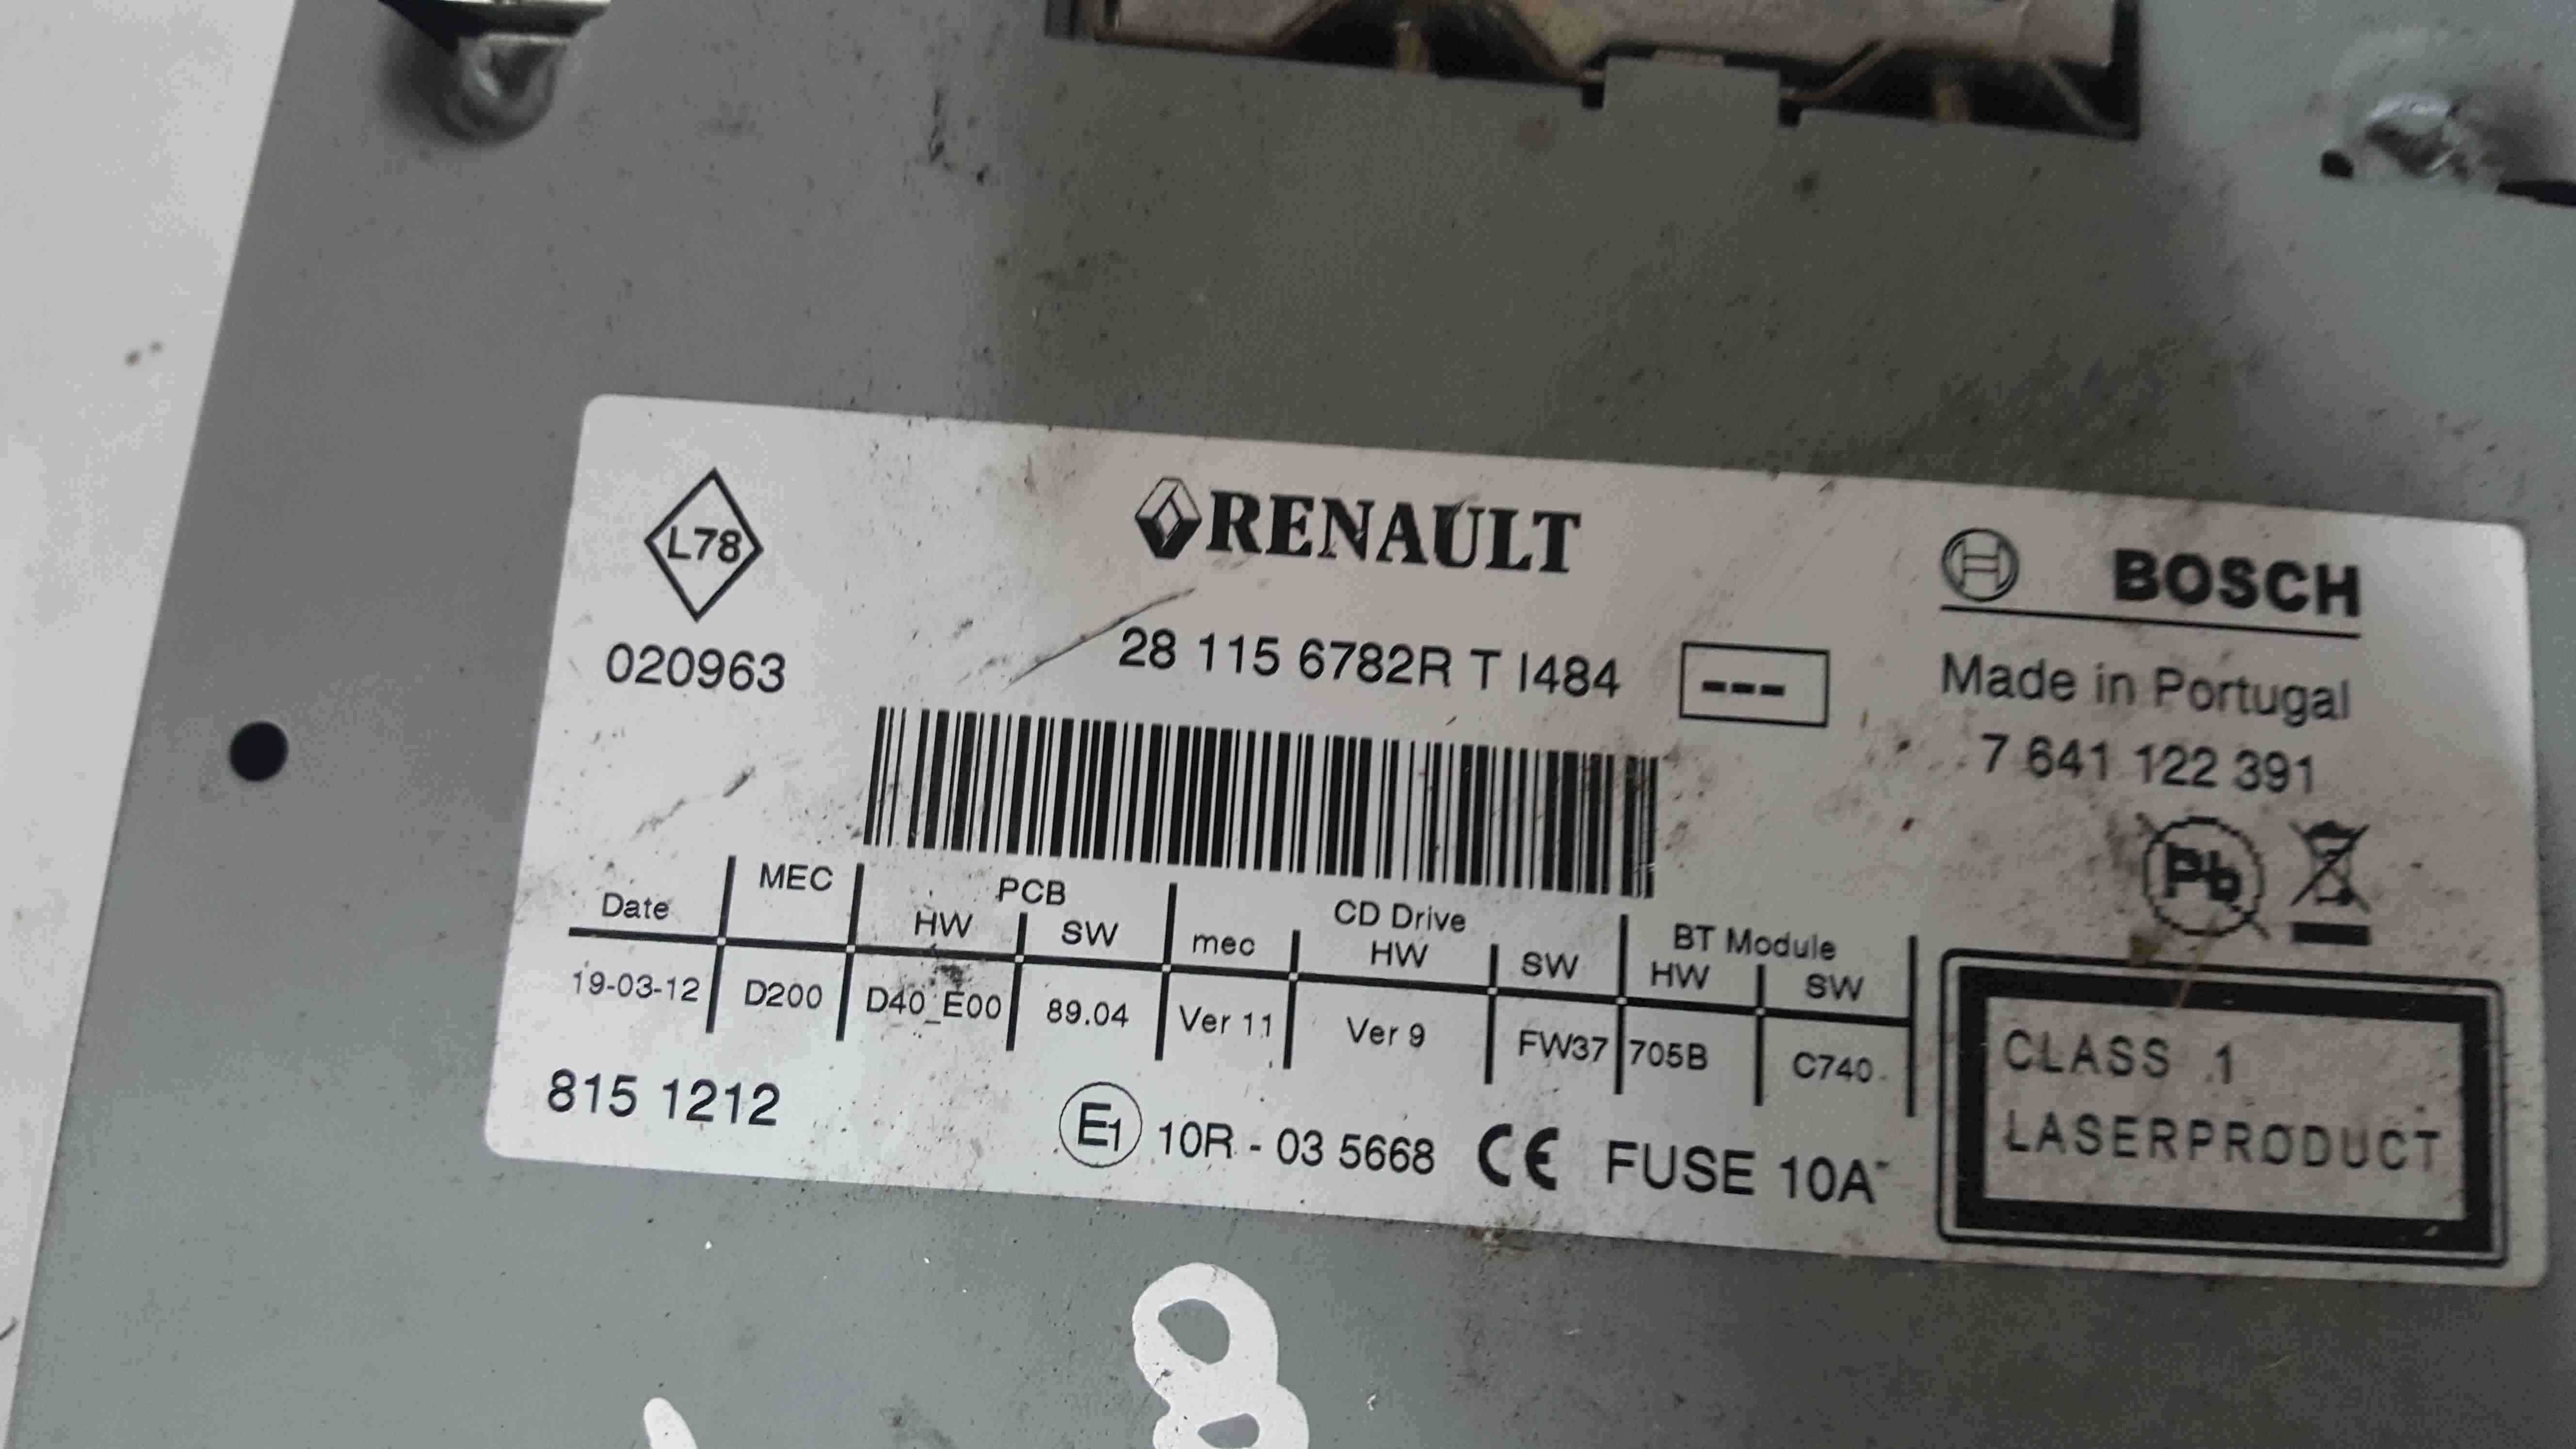 L78
020963
RENAULT
28 115 6782R T I484
---
BOSCH
Made in Portugal
7 641 122 391
Pb
Date MEC PCB CD Drive BT Module
HW SW mec HW SW HW SW
19-03-12 D200 D40_E00 89.04 Ver 11 Ver 9 FW37 705B C740
815 1212
E1 10R - 03 5668 CE FUSE 10A
CLASS 1
LASERPRODUCT
8